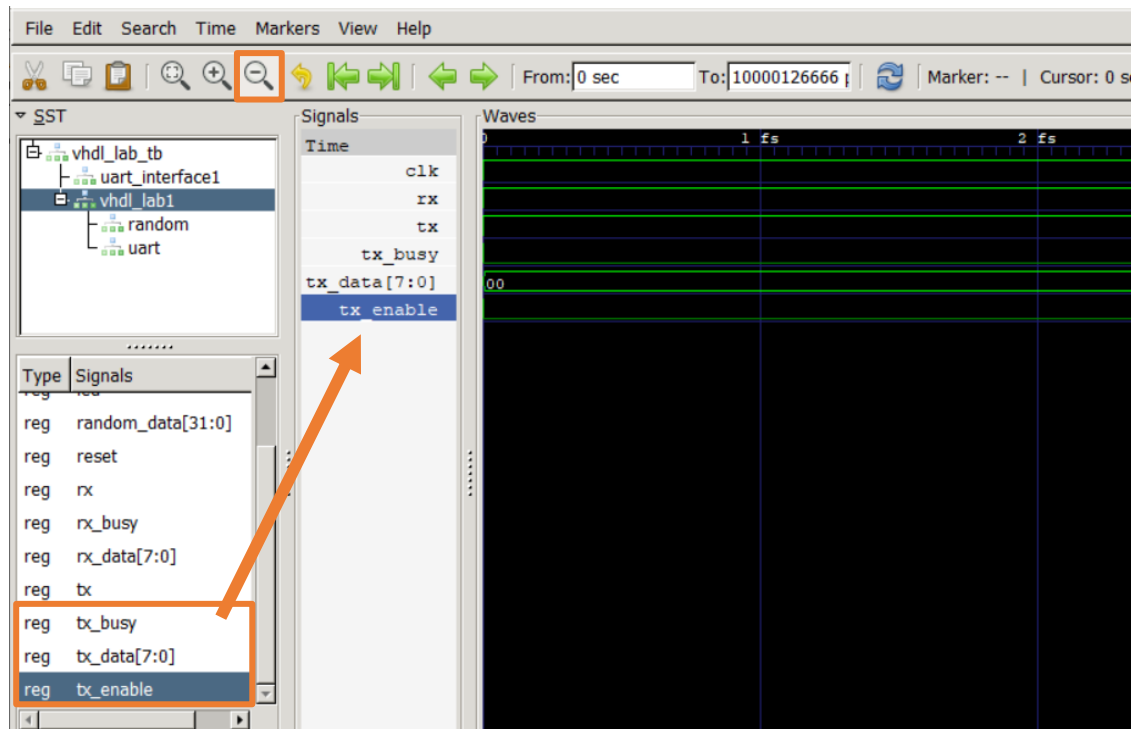 File Edit Search Time Markers View Help
From: 0 sec To: 10000126666 Marker: -- | Cursor: 0 s
SST
vhdl_lab_tb
uart_interface1
vhdl_lab1
random
uart
Signals
Time
clk
rx
tx
tx_busy
tx_data[7:0]
tx_enable
Waves
0 1 fs 2 fs
00
Type Signals
reg random_data[31:0]
reg reset
reg rx
reg rx_busy
reg rx_data[7:0]
reg tx
reg tx_busy
reg tx_data[7:0]
reg tx_enable